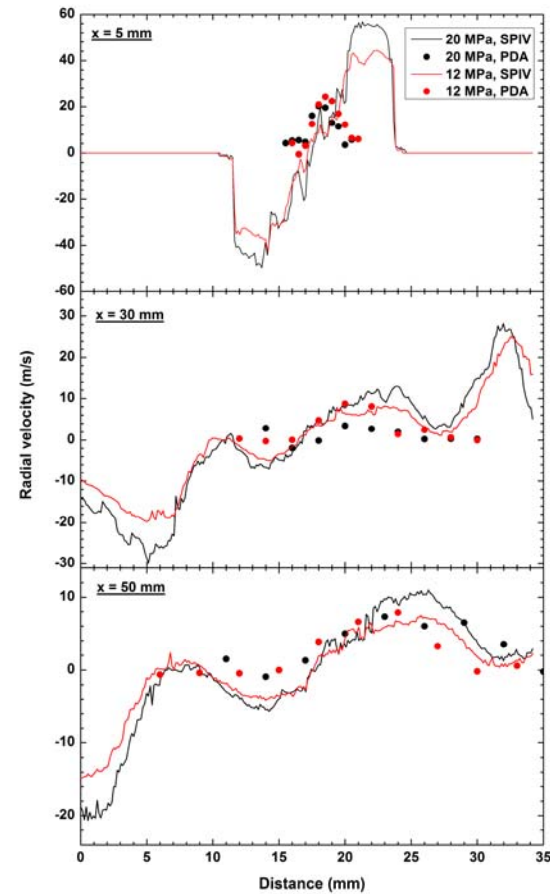 x = 5 mm
20 MPa, SPIV
20 MPa, PDA
12 MPa, SPIV
12 MPa, PDA
60
40
20
0
-20
-40
-60
x = 30 mm
30
20
10
0
-10
-20
-30
Radial velocity (m/s)
x = 50 mm
10
0
-10
-20
0 5 10 15 20 25 30 35
Distance (mm)